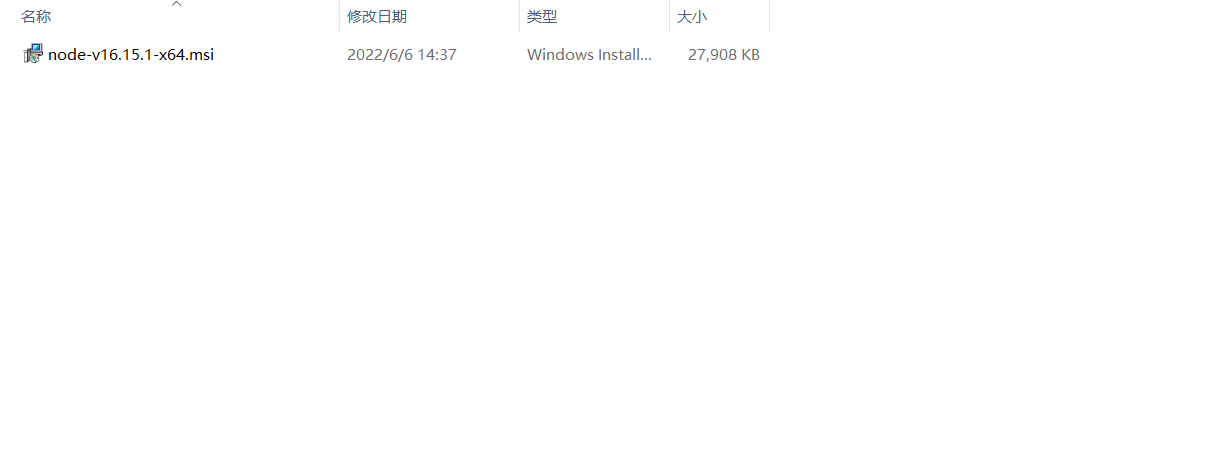 名称 修改日期 类型 大小
node-v16.15.1-x64.msi 2022/6/6 14:37 Windows Install... 27,908 KB